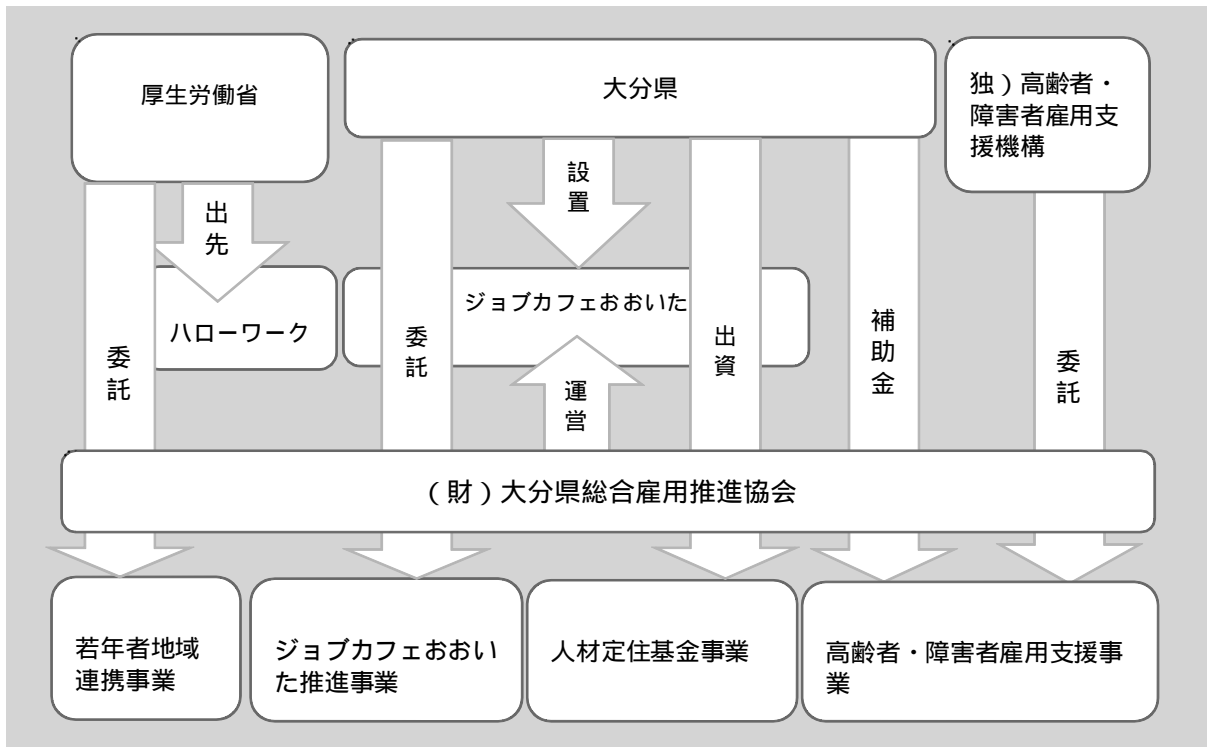 厚生労働省
大分県
独）高齢者・
障害者雇用支
援機構
設
置
出
先
ジョブカフェおおいた
ハローワーク
委
託
委
託
運
営
出
資
補
助
金
委
託
（財）大分県総合雇用推進協会
若年者地域
連携事業
ジョブカフェおおい
た推進事業
人材定住基金事業
高齢者・障害者雇用支援事
業